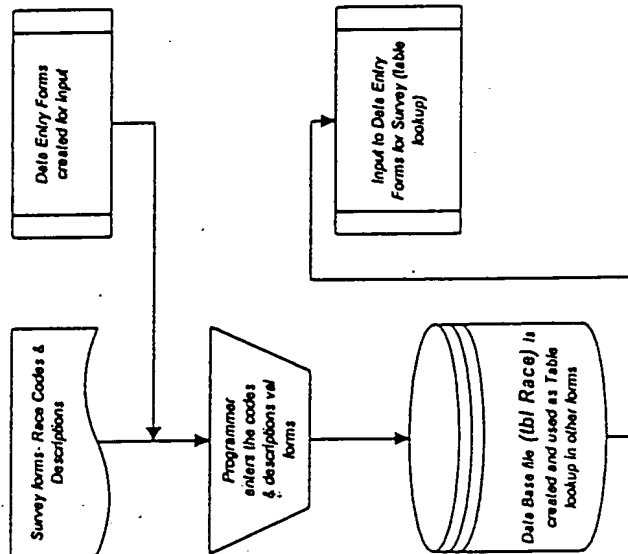 Data Entry Forms
created for Input
Survey forms- Race Codes &
Descriptions
Input to Data Entry
Forms for Survey (table
lookup)
Programmer
enters the codes
& descriptions val
forms
Data Base file (tbl Race) is
created and used as Table
lookup in other forms